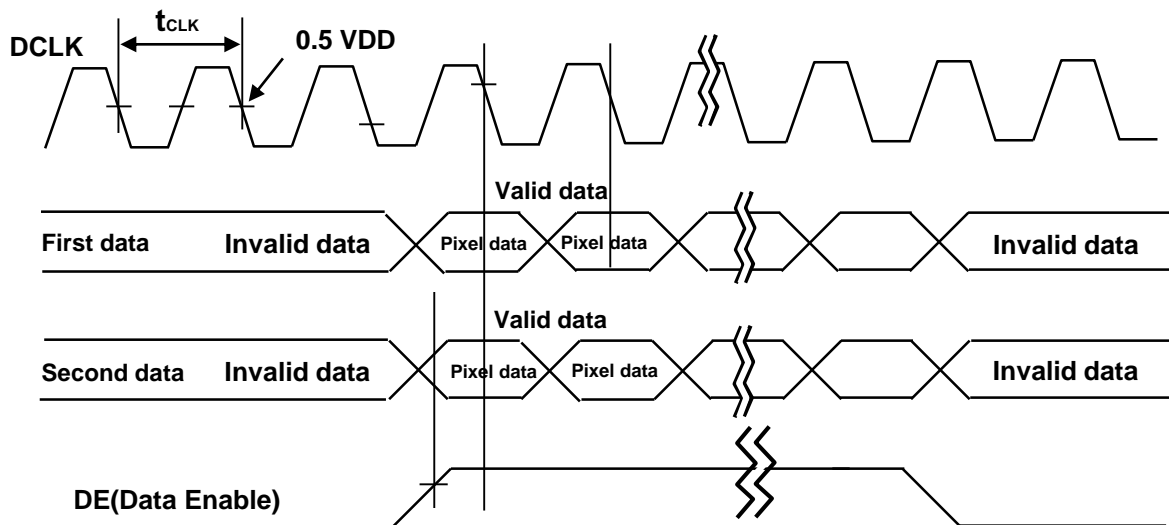 tCLK
DCLK
0.5 VDD
Valid data
First data
Invalid data
Pixel data
Pixel data
Invalid data
Valid data
Second data
Invalid data
Pixel data
Pixel data
Invalid data
DE(Data Enable)